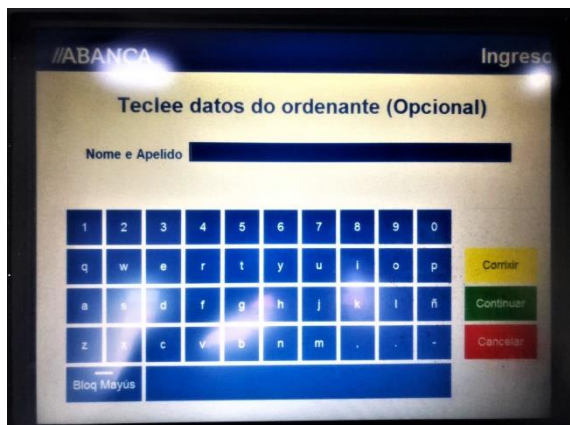 //ABANCA
Ingreso
Teclee datos do ordenante (Opcional)
Nome e Apelido
1 2 3 4 5 6 7 8 9 0
q w e r t y u i o p
Corrixir
a s d f g h j k l ñ
Continuar
z x c v b n m . . -
Cancelar
Bloq Mayús